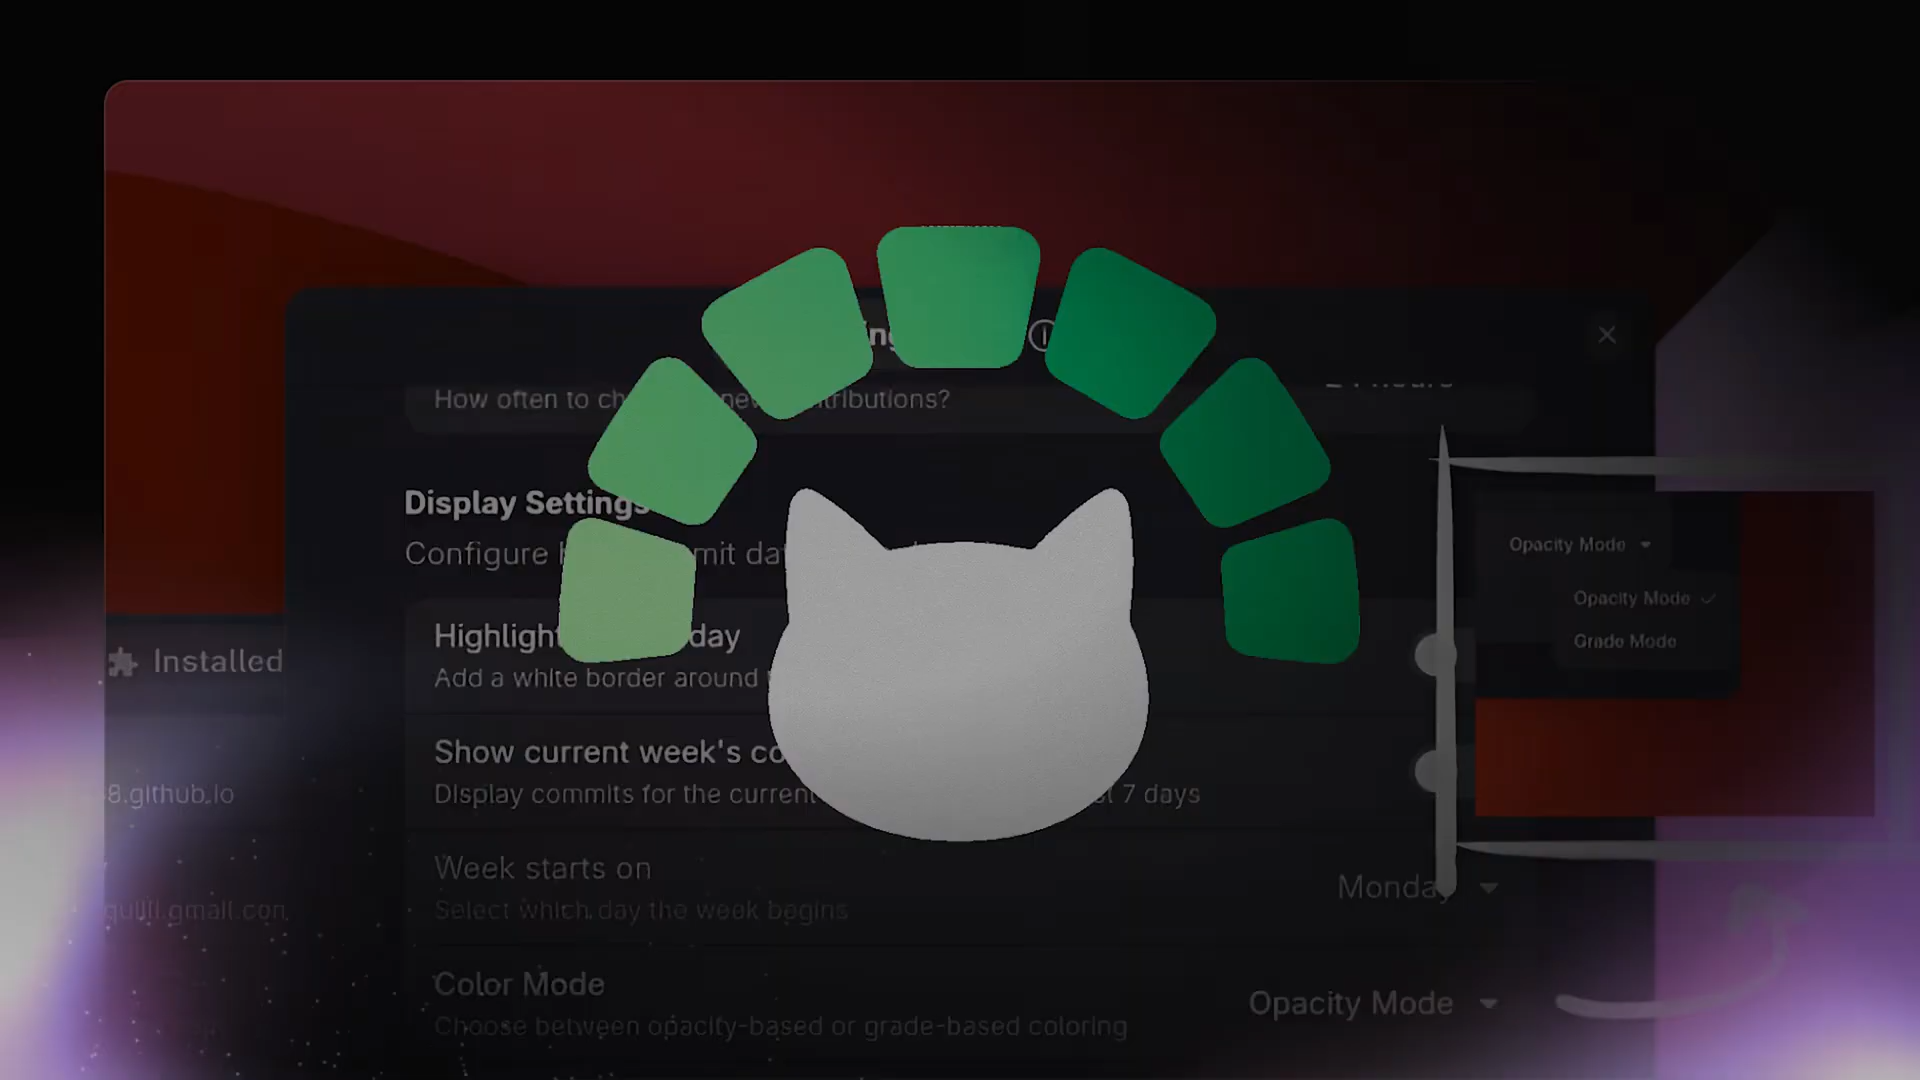 How often to ch new tributions?
Display Settings
Configure mit da
Highlight day
Add a white border around
Show current week's co
Display commits for the current 7 days
Week starts on
Select which day the week begins
Monday
Color Mode
Choose between opacity-based or grade-based coloring
Opacity Mode
Installed
8.github.io
Opacity Mode
Opacity Mode
Grade Mode